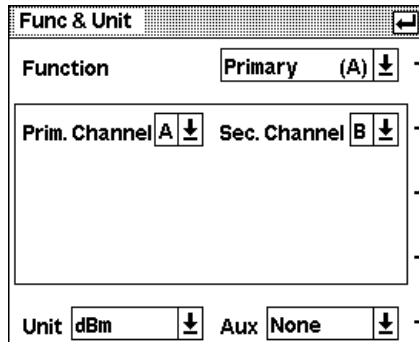 Func & Unit
Function Primary (A)
Prim. Channel A Sec. Channel B
Unit dBm Aux None